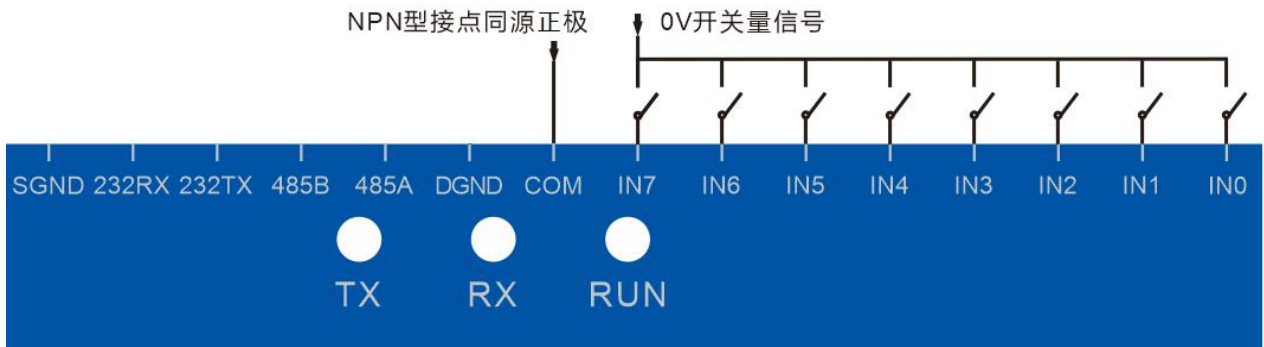 NPN型接点同源正极 0V开关量信号
SGND 232RX 232TX 485B 485A DGND COM IN7 IN6 IN5 IN4 IN3 IN2 IN1 IN0
TX RX RUN